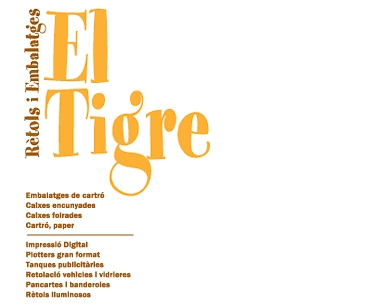 Rètols i Embalatges
El
Tigre
Embalatges de cartró
Caixes encunyades
Caixes folrades
Cartró, paper
Impressió Digital
Plotters gran format
Tanques publicitàries
Retolació vehicles i vidrieres
Pancartes i banderoles
Rètols lluminosos